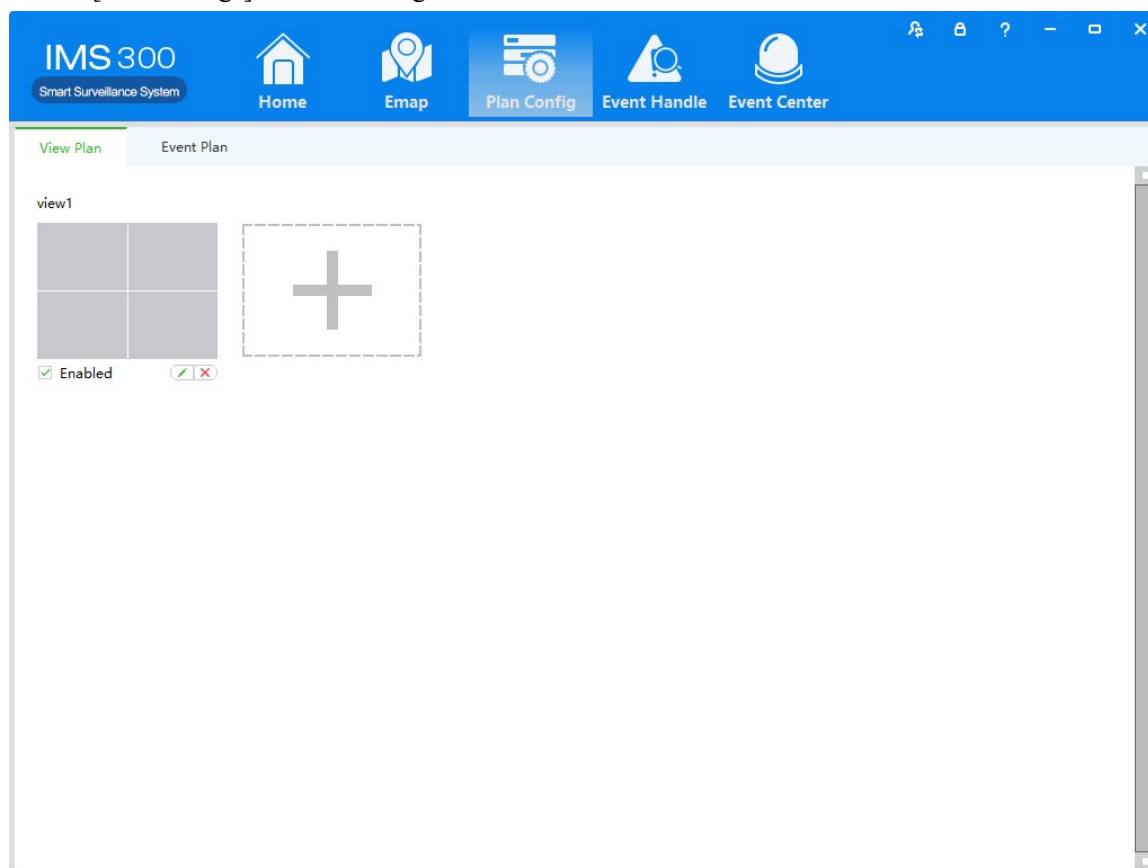 IMS 300
Smart Surveillance System
Home
Emap
Plan Config
Event Handle
Event Center
?
View Plan
Event Plan
view1
Enabled